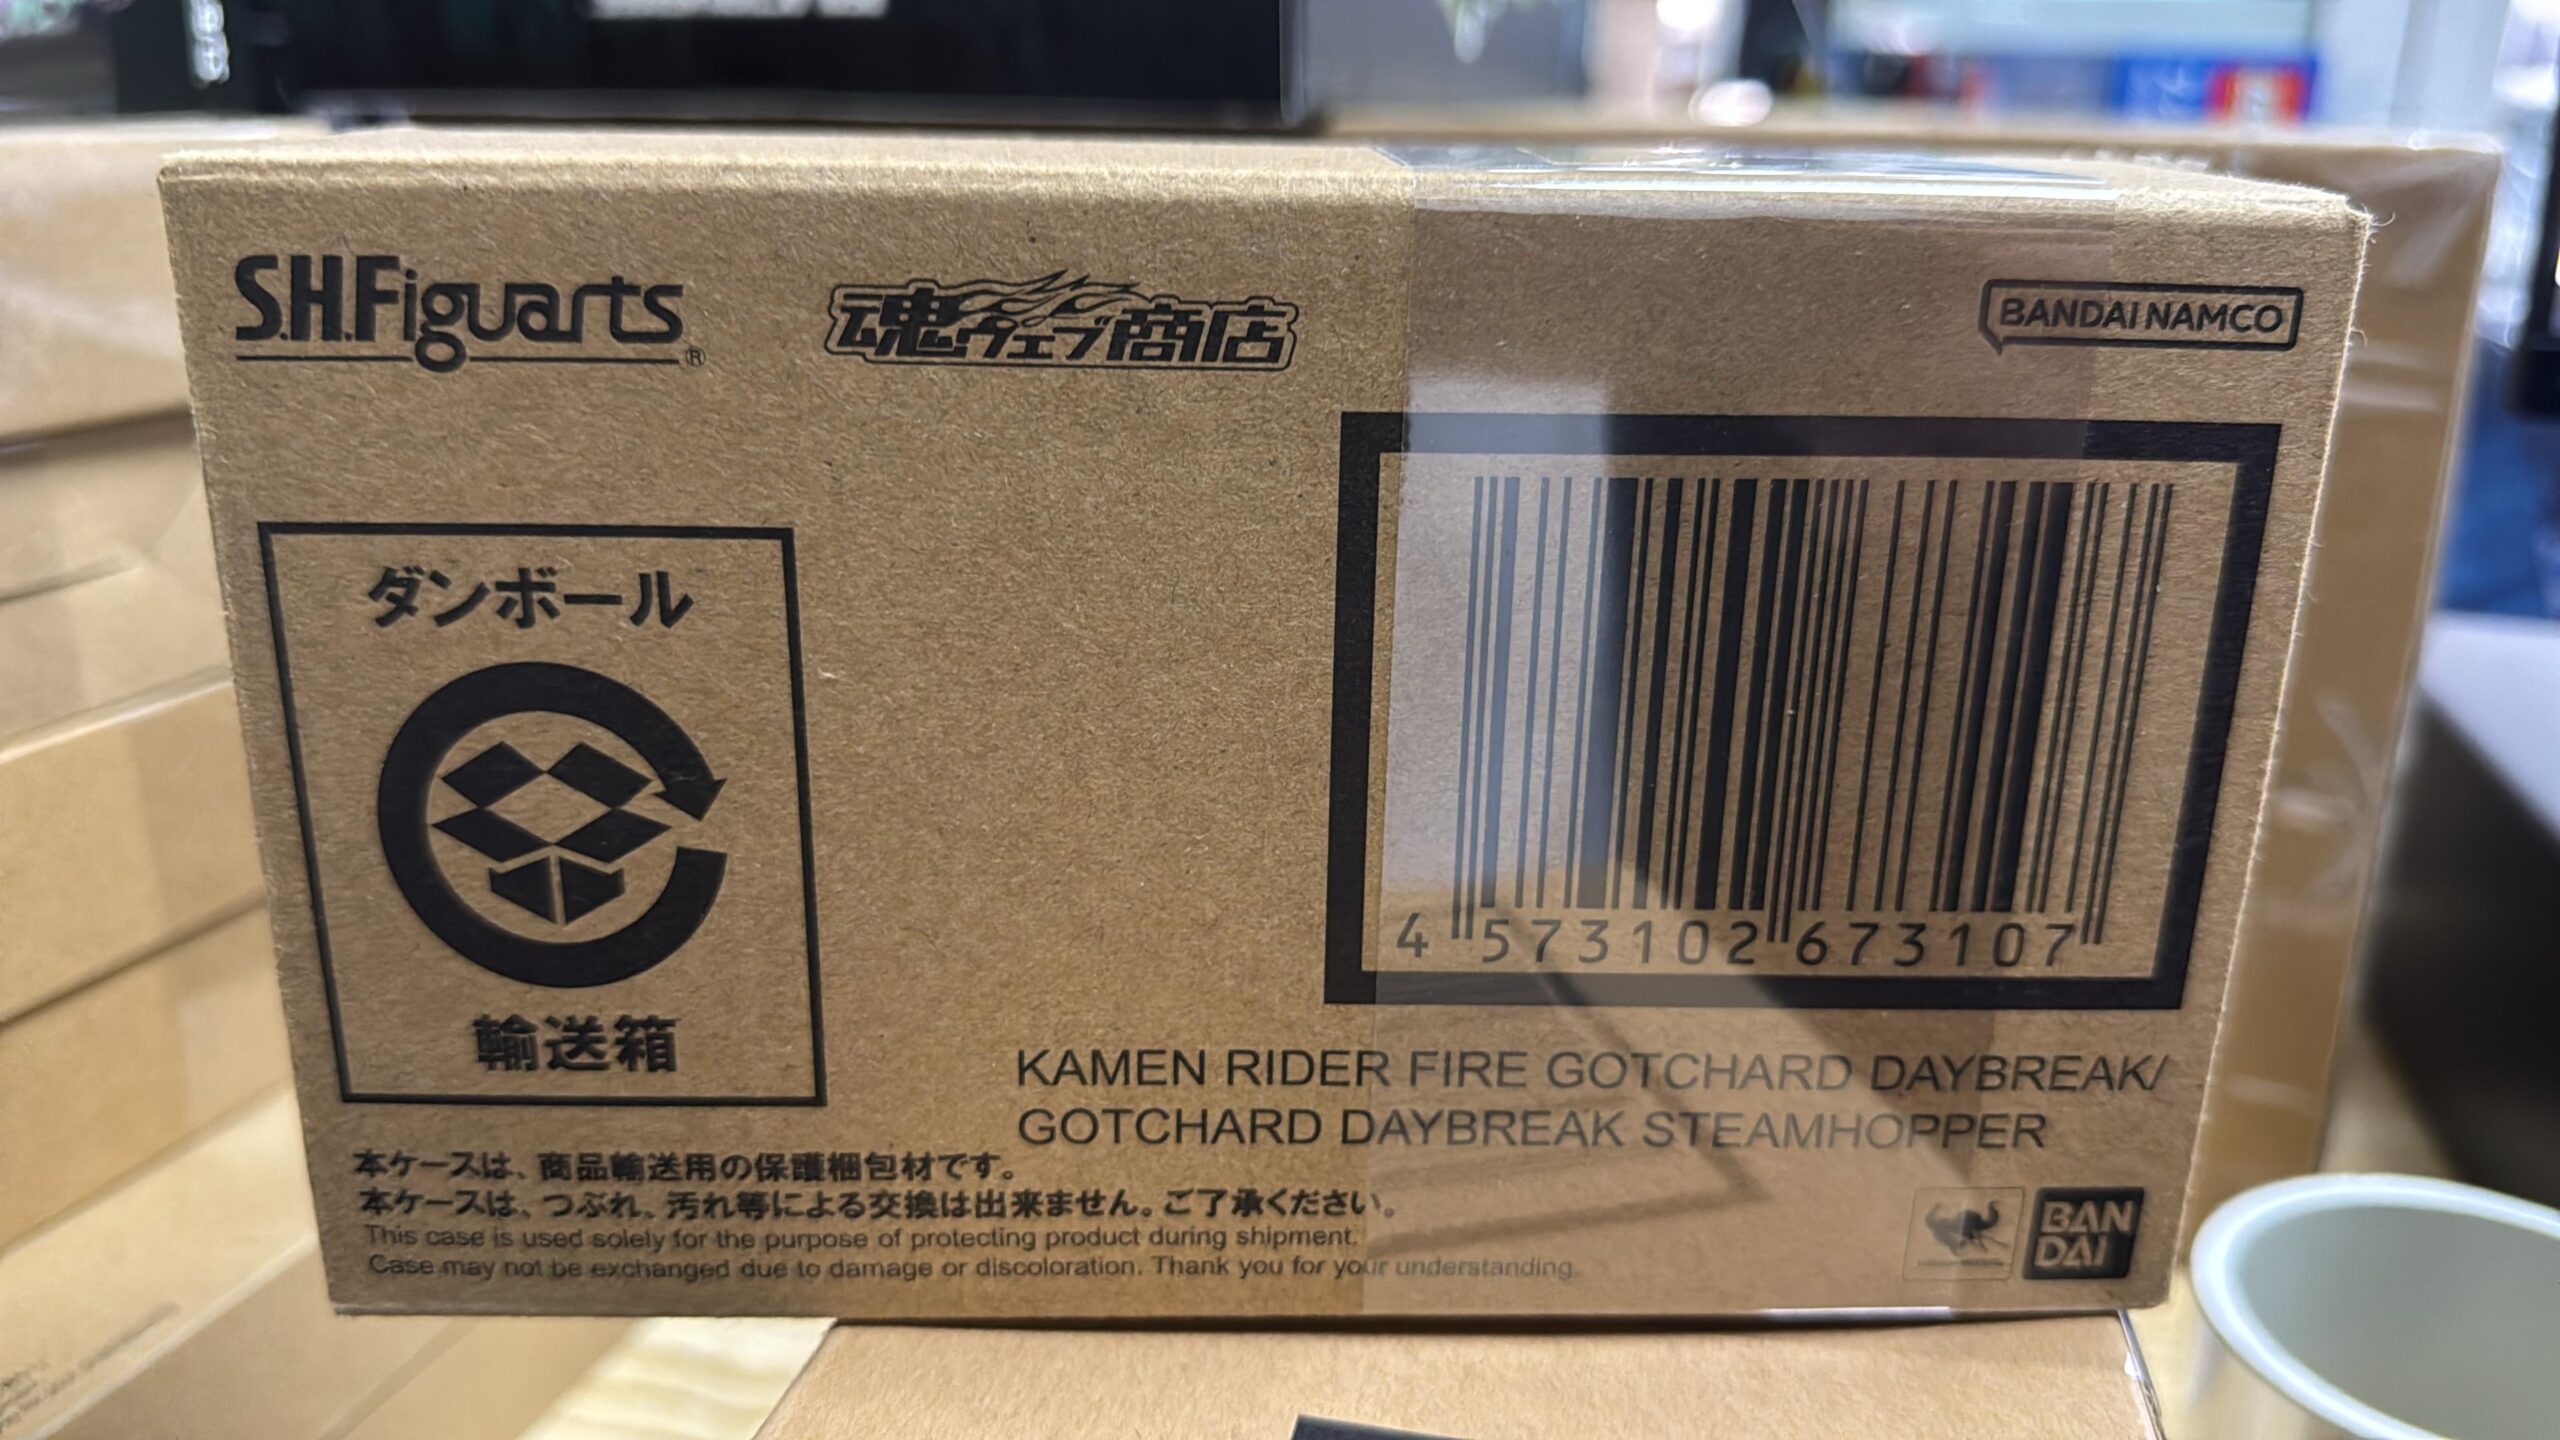 S.H.Figuarts®
魂ウェブ商店
BANDAI NAMCO
ダンボール
輸送箱
4 573102 673107
KAMEN RIDER FIRE GOTCHARD DAYBREAK/
GOTCHARD DAYBREAK STEAMHOPPER
本ケースは、商品輸送用の保護梱包材です。
本ケースは、つぶれ、汚れ等による交換は出来ません。ご了承ください。
This case is used solely for the purpose of protecting product during shipment.
Case may not be exchanged due to damage or discoloration. Thank you for your understanding.
BAN
DAI